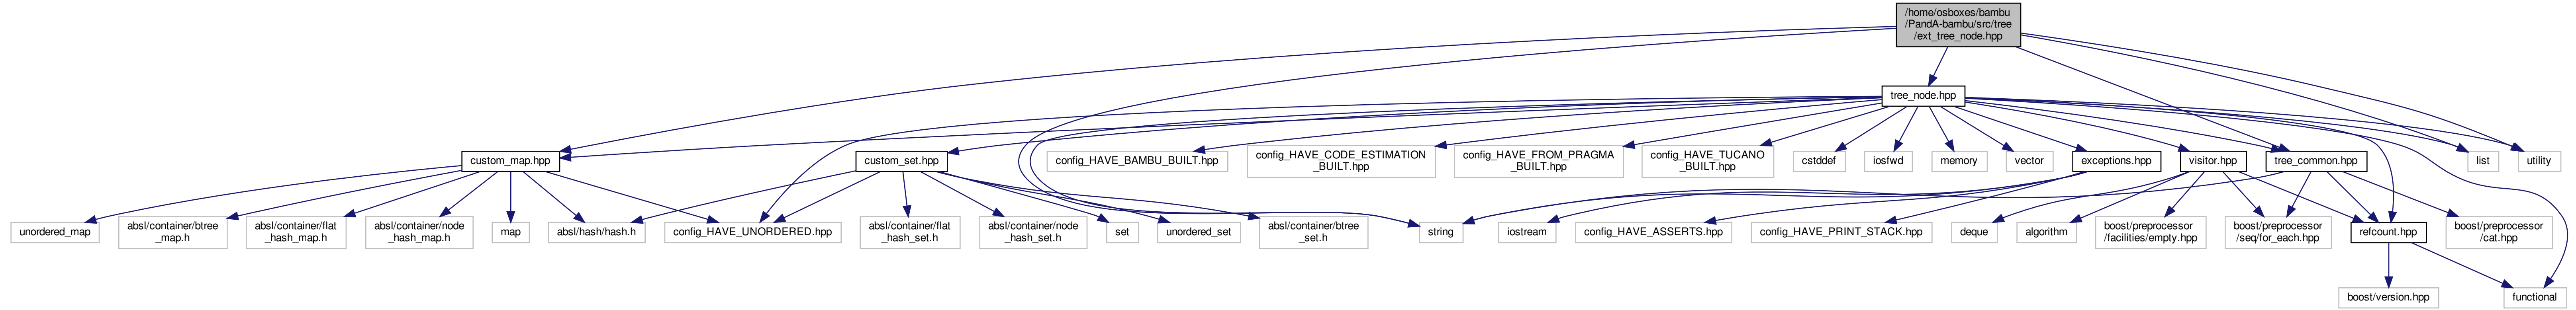 /home/osboxes/bambu
/PandA-bambu/src/tree
/ext_tree_node.hpp
tree_node.hpp
custom_map.hpp
custom_set.hpp
config_HAVE_BAMBU_BUILT.hpp
config_HAVE_CODE_ESTIMATION
_BUILT.hpp
config_HAVE_FROM_PRAGMA
_BUILT.hpp
config_HAVE_TUCANO
_BUILT.hpp
cstddef
iosfwd
memory
vector
exceptions.hpp
visitor.hpp
tree_common.hpp
list
utility
unordered_map
absl/container/btree
_map.h
absl/container/flat
_hash_map.h
absl/container/node
_hash_map.h
map
absl/hash/hash.h
config_HAVE_UNORDERED.hpp
absl/container/flat
_hash_set.h
absl/container/node
_hash_set.h
set
unordered_set
absl/container/btree
_set.h
string
iostream
config_HAVE_ASSERTS.hpp
config_HAVE_PRINT_STACK.hpp
deque
algorithm
boost/preprocessor
/facilities/empty.hpp
boost/preprocessor
/seq/for_each.hpp
refcount.hpp
boost/preprocessor
/cat.hpp
boost/version.hpp
functional